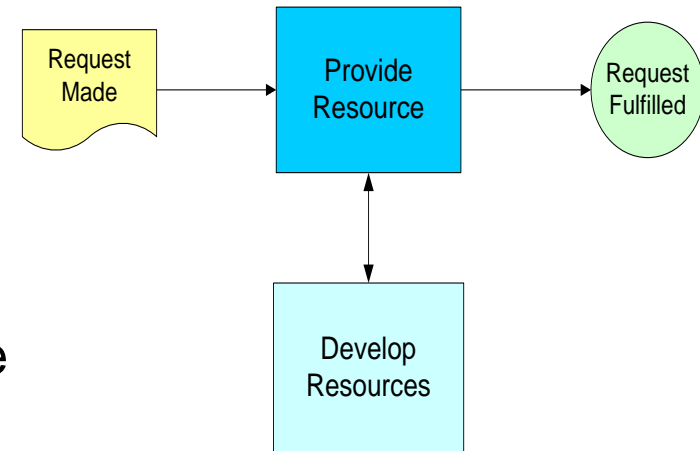 Request
Made
Provide
Resource
Request
Fulfilled
e
Develop
Resources